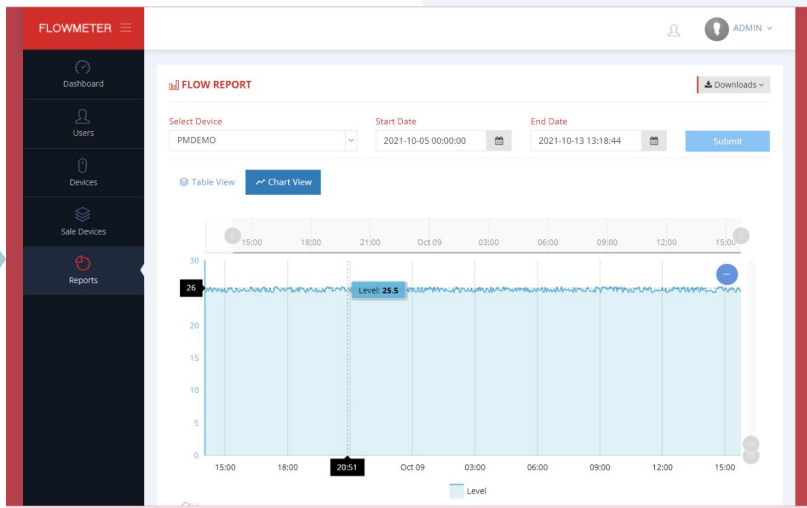 FLOWMETER
ADMIN
Dashboard
Users
Devices
Sale Devices
Reports
FLOW REPORT
Downloads
Select Device
Start Date
End Date
PMDEMO
2021-10-05 00:00:00
2021-10-13 13:18:44
Submit
Table View
Chart View
15:00 18:00 21:00 Oct 09 03:00 06:00 09:00 12:00 15:00
30
26
Level: 25.5
20
15
10
5
0
15:00 18:00 20:51 Oct 09 03:00 06:00 09:00 12:00 15:00
Level